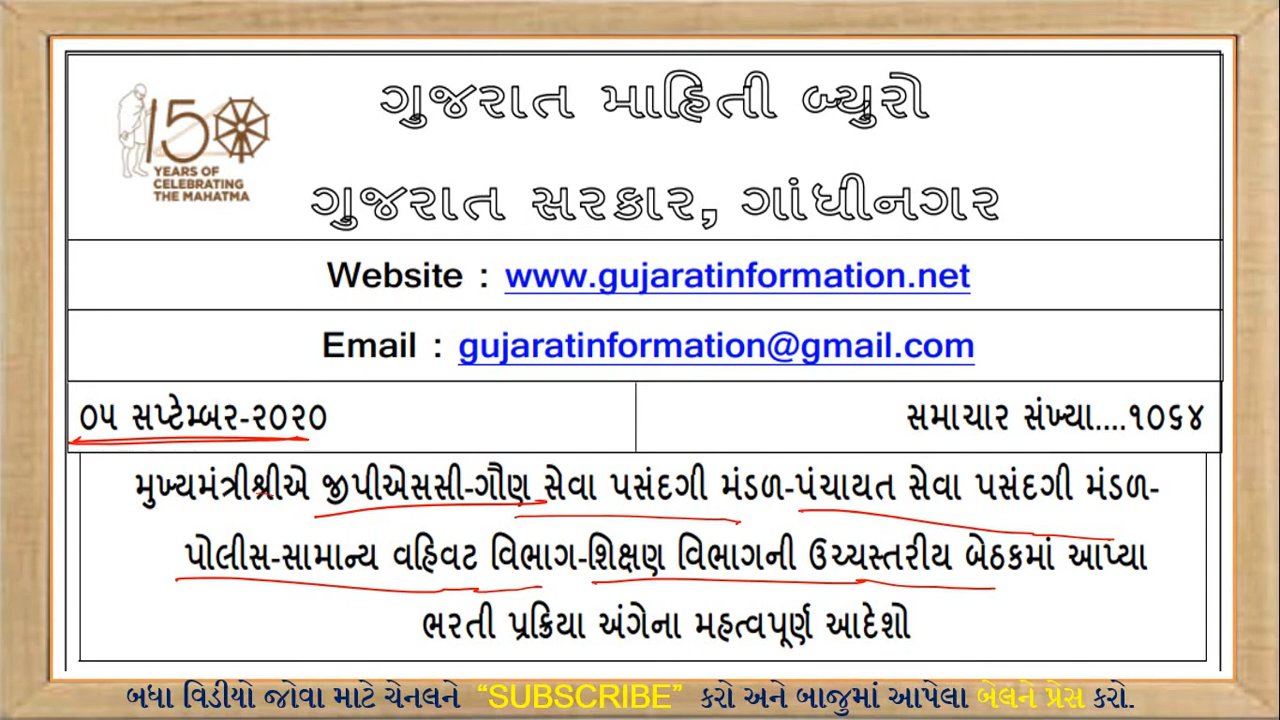 ગુજરાત માહિતી બ્યુરો
150
YEARS OF
CELEBRATING
THE MAHATMA
ગુજરાત સરકાર, ગાંધીનગર
Website : www.gujaratinformation.net
Email : gujaratinformation@gmail.com
૦૫ સપ્ટેમ્બર-૨૦૨૦
સમાચાર સંખ્યા....૧૦૬૪
મુખ્યમંત્રીશ્રીએ જીપીએસસી-ગૌણ સેવા પસંદગી મંડળ-પંચાયત સેવા પસંદગી મંડળ-
પોલીસ-સામાન્ય વહિવટ વિભાગ-શિક્ષણ વિભાગની ઉચ્ચસ્તરીય બેઠકમાં આપ્યા
ભરતી પ્રક્રિયા અંગેના મહત્વપૂર્ણ આદેશો
બધા વિડીયો જોવા માટે ચેનલને “SUBSCRIBE” કરો અને બાજુમાં આપેલા બેલને પ્રેસ કરો.